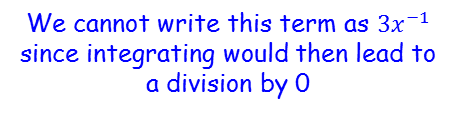 We cannot write this term as 3x⁻¹
since integrating would then lead to
a division by 0